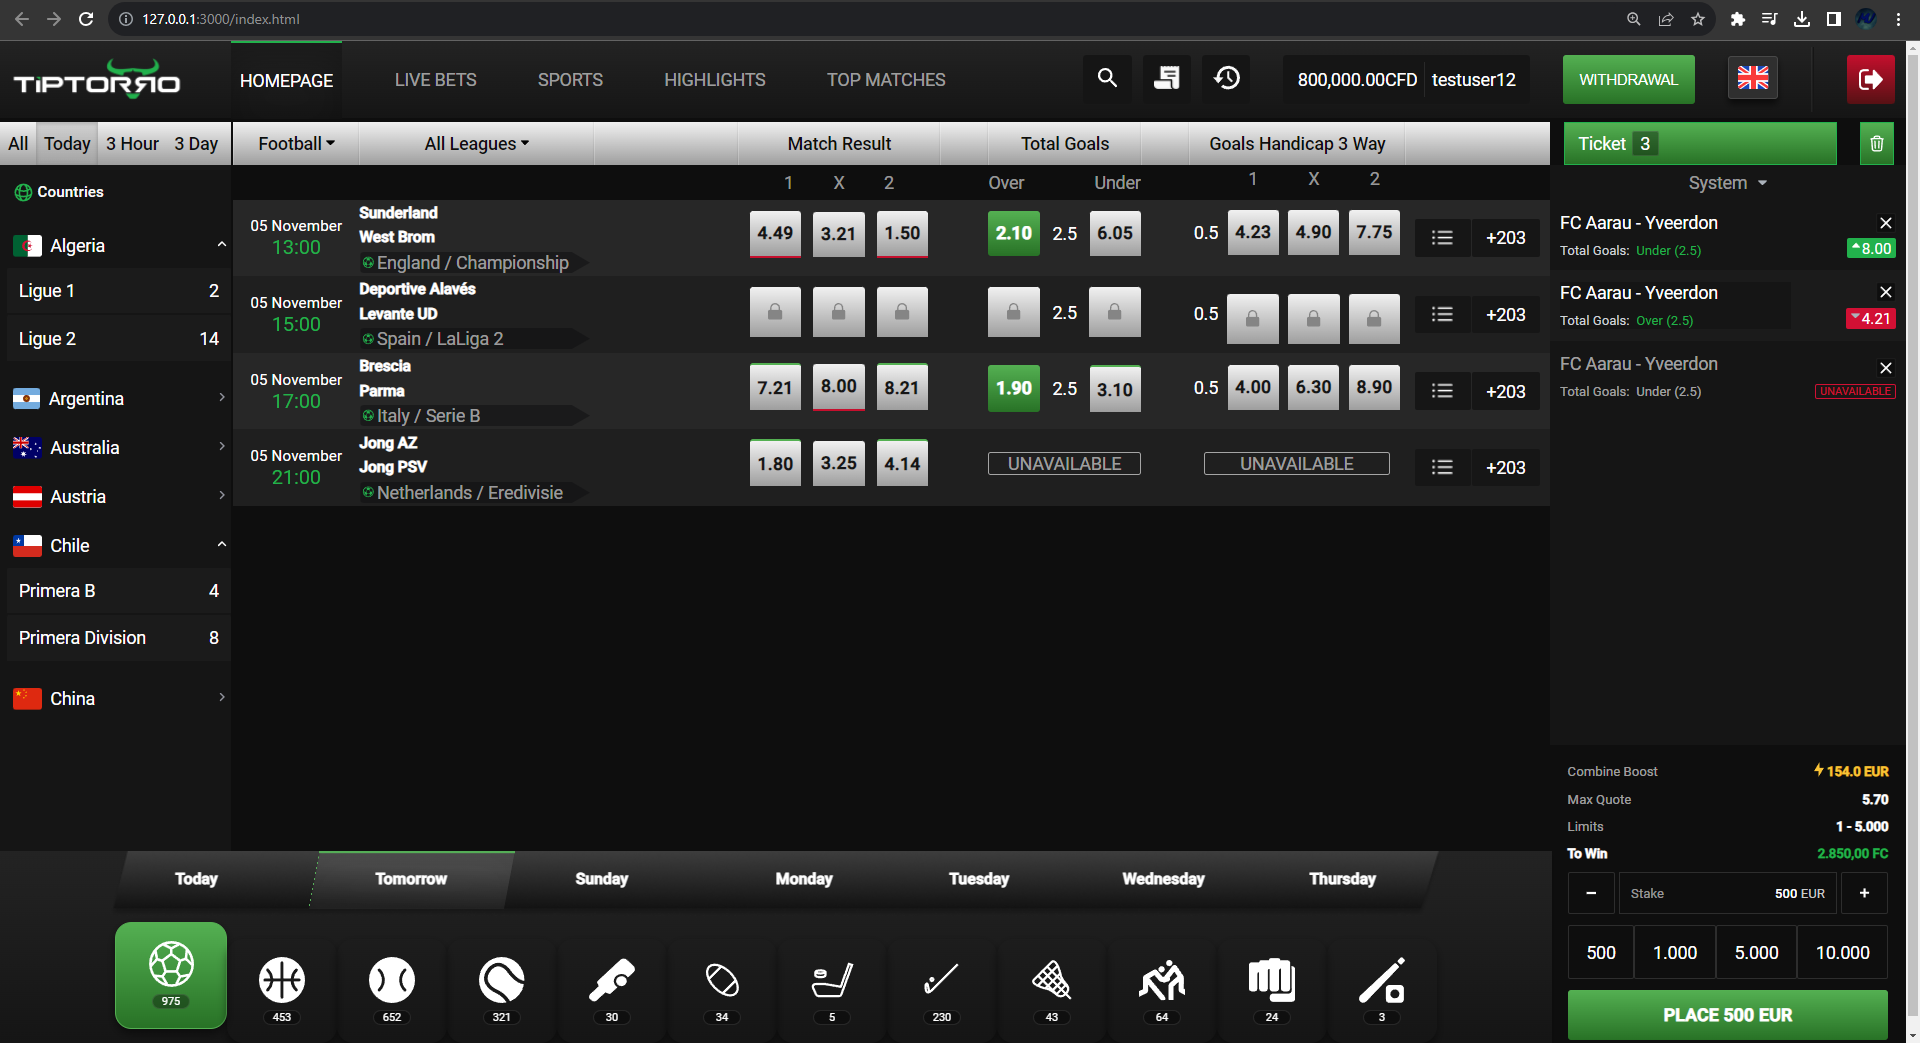 127.0.0.1:3000/index.html
TiPTORRO
HOMEPAGE
LIVE BETS
SPORTS
HIGHLIGHTS
TOP MATCHES
800,000.00CFD
testuser12
WITHDRAWAL
All
Today
3 Hour
3 Day
Football
All Leagues
Match Result
Total Goals
Goals Handicap 3 Way
Ticket 3
System
Countries
1 X 2
Over Under
1 X 2
Algeria
Ligue 1 2
Ligue 2 14
Argentina
Australia
Austria
Chile
Primera B 4
Primera Division 8
China
05 November
13:00
Sunderland
West Brom
England / Championship
4.49 3.21 1.50
2.10 2.5 6.05
0.5 4.23 4.90 7.75
+203
05 November
15:00
Deportive Alavés
Levante UD
Spain / LaLiga 2
2.5
0.5
+203
05 November
17:00
Brescia
Parma
Italy / Serie B
7.21 8.00 8.21
1.90 2.5 3.10
0.5 4.00 6.30 8.90
+203
05 November
21:00
Jong AZ
Jong PSV
Netherlands / Eredivisie
1.80 3.25 4.14
UNAVAILABLE
UNAVAILABLE
+203
FC Aarau - Yveerdon
Total Goals: Under (2.5)
8.00
FC Aarau - Yveerdon
Total Goals: Over (2.5)
4.21
FC Aarau - Yveerdon
Total Goals: Under (2.5)
UNAVAILABLE
Combine Boost 154.0 EUR
Max Quote 5.70
Limits 1 - 5.000
To Win 2.850,00 FC
− Stake 500 EUR +
500 1.000 5.000 10.000
PLACE 500 EUR
Today
Tomorrow
Sunday
Monday
Tuesday
Wednesday
Thursday
975
453
652
321
30
34
5
230
43
64
24
3